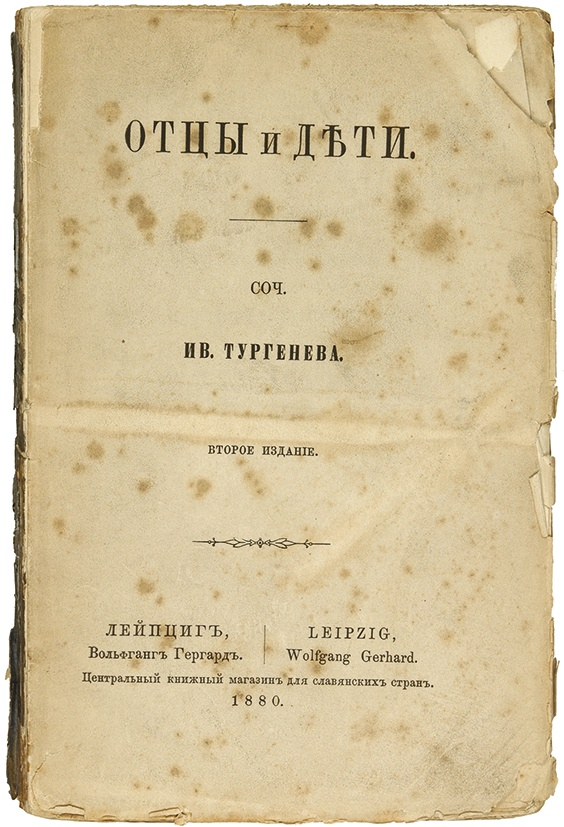 ОТЦЫ И ДѢТИ.
СОЧ.
ИВ. ТУРГЕНЕВА.
ВТОРОЕ ИЗДАНІЕ.
ЛЕЙПЦИГЪ,
Вольфгангъ Гергардъ.
LEIPZIG,
Wolfgang Gerhard.
Центральный книжный магазинъ для славянскихъ странъ.
1880.